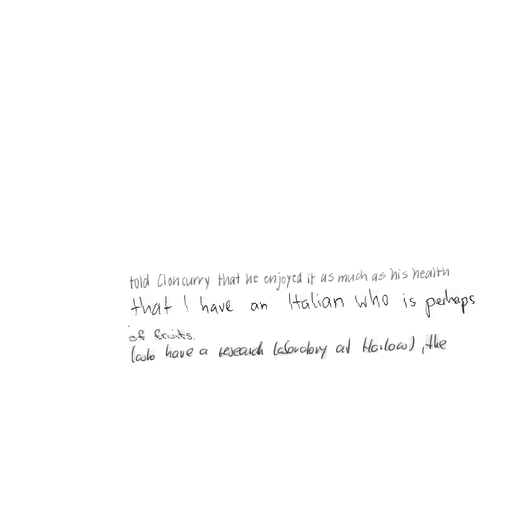 told Cloncurry that he enjoyed it as much as his health
that I have an Italian who is perhaps
of fruits.
(who have a research laboratory at Harlow), the